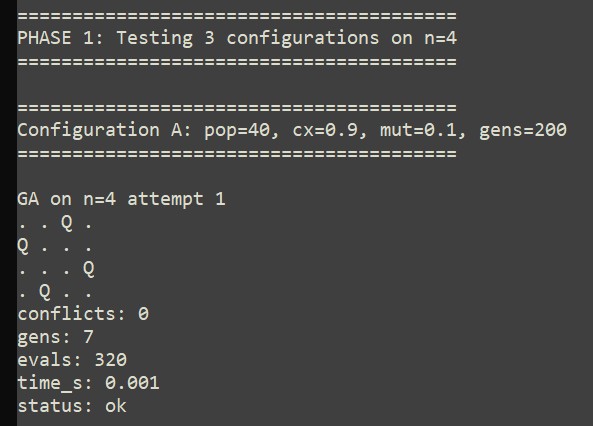 ========================================
PHASE 1: Testing 3 configurations on n=4
========================================
========================================
Configuration A: pop=40, cx=0.9, mut=0.1, gens=200
========================================
GA on n=4 attempt 1
. . Q .
Q . . .
. . . Q
. Q . .
conflicts: 0
gens: 7
evals: 320
time_s: 0.001
status: ok